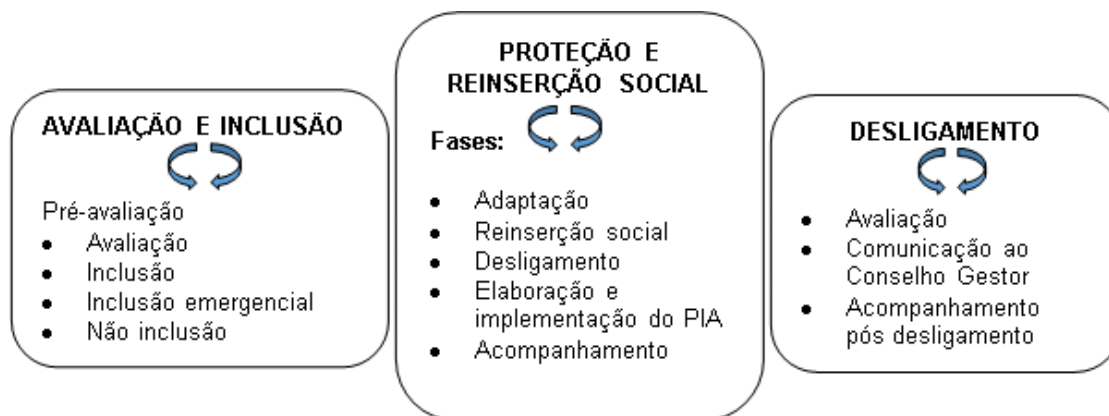 AVALIAÇÃO E INCLUSÃO
Pré-avaliação
● Avaliação
● Inclusão
● Inclusão emergencial
● Não inclusão
PROTEÇÃO E
REINSERÇÃO SOCIAL
Fases:
● Adaptação
● Reinserção social
● Desligamento
● Elaboração e
implementação do PIA
● Acompanhamento
DESLIGAMENTO
● Avaliação
● Comunicação ao
Conselho Gestor
● Acompanhamento
pós desligamento